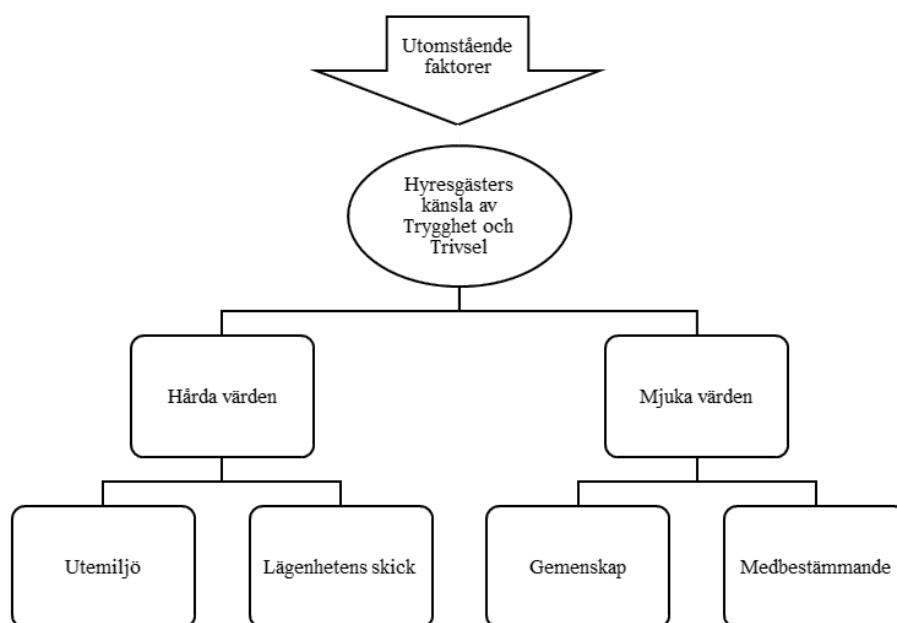 Utomstående
faktorer
Hyresgästers
känsla av
Trygghet och
Trivsel
Hårda värden
Mjuka värden
Utemiljö
Lägenhetens skick
Gemenskap
Medbestämmande